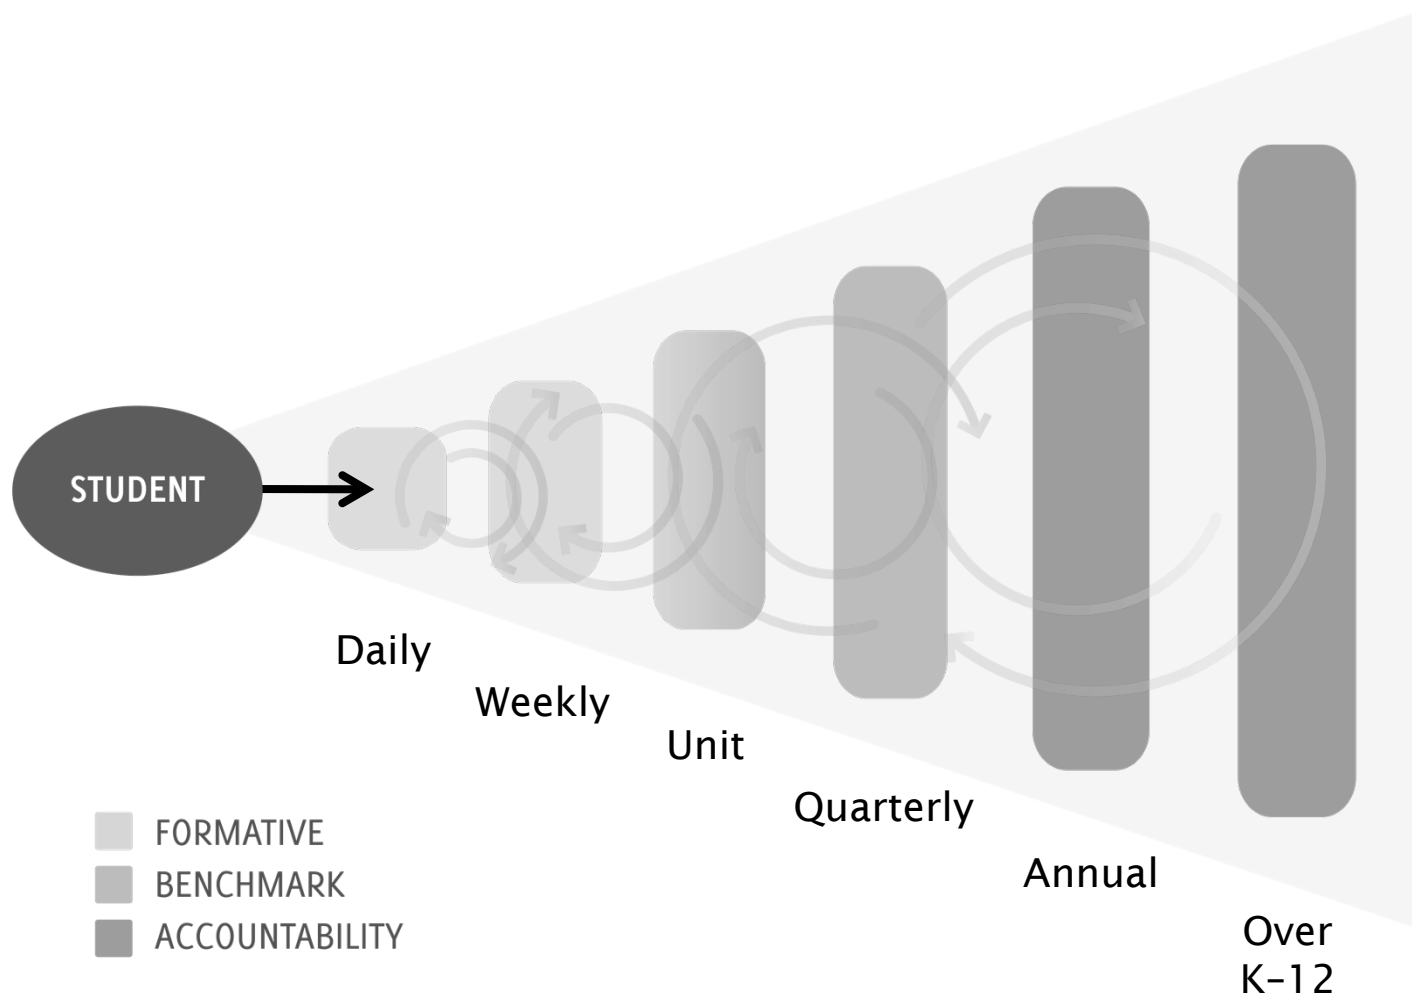 STUDENT
Daily
Weekly
Unit
Quarterly
Annual
Over
K–12
FORMATIVE
BENCHMARK
ACCOUNTABILITY